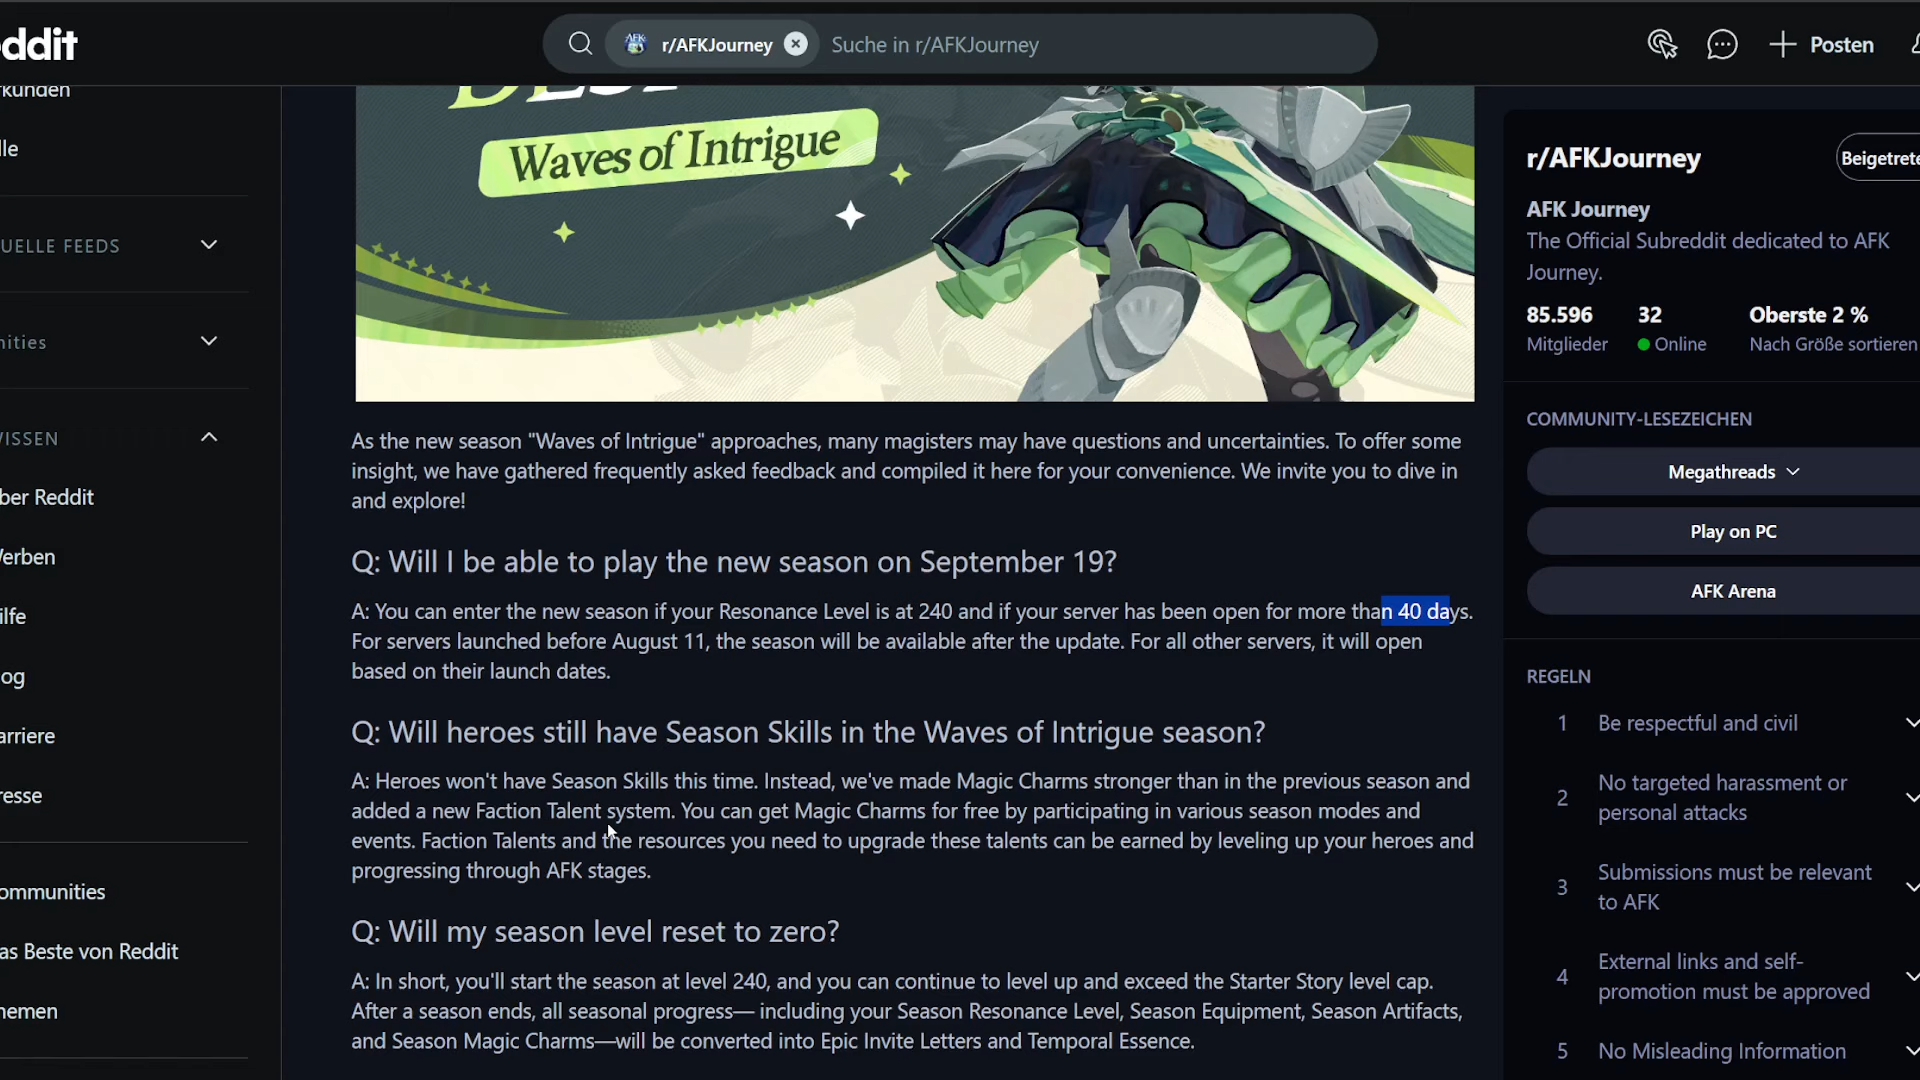 ddit
r/AFKJourney
Suche in r/AFKJourney
Posten
rkunden
lle
UELLE FEEDS
nities
VISSEN
ber Reddit
Verben
ilfe
og
arriere
resse
ommunities
as Beste von Reddit
hemen
Waves of Intrigue
As the new season "Waves of Intrigue" approaches, many magisters may have questions and uncertainties. To offer some
insight, we have gathered frequently asked feedback and compiled it here for your convenience. We invite you to dive in
and explore!
Q: Will I be able to play the new season on September 19?
A: You can enter the new season if your Resonance Level is at 240 and if your server has been open for more than 40 days.
For servers launched before August 11, the season will be available after the update. For all other servers, it will open
based on their launch dates.
Q: Will heroes still have Season Skills in the Waves of Intrigue season?
A: Heroes won't have Season Skills this time. Instead, we've made Magic Charms stronger than in the previous season and
added a new Faction Talent system. You can get Magic Charms for free by participating in various season modes and
events. Faction Talents and the resources you need to upgrade these talents can be earned by leveling up your heroes and
progressing through AFK stages.
Q: Will my season level reset to zero?
A: In short, you'll start the season at level 240, and you can continue to level up and exceed the Starter Story level cap.
After a season ends, all seasonal progress— including your Season Resonance Level, Season Equipment, Season Artifacts,
and Season Magic Charms—will be converted into Epic Invite Letters and Temporal Essence.
r/AFKJourney
Beigetrete
AFK Journey
The Official Subreddit dedicated to AFK
Journey.
85.596 32 Oberste 2 %
Mitglieder Online Nach Größe sortieren
COMMUNITY-LESEZEICHEN
Megathreads
Play on PC
AFK Arena
REGELN
1 Be respectful and civil
2 No targeted harassment or
personal attacks
3 Submissions must be relevant
to AFK
4 External links and self-
promotion must be approved
5 No Misleading Information